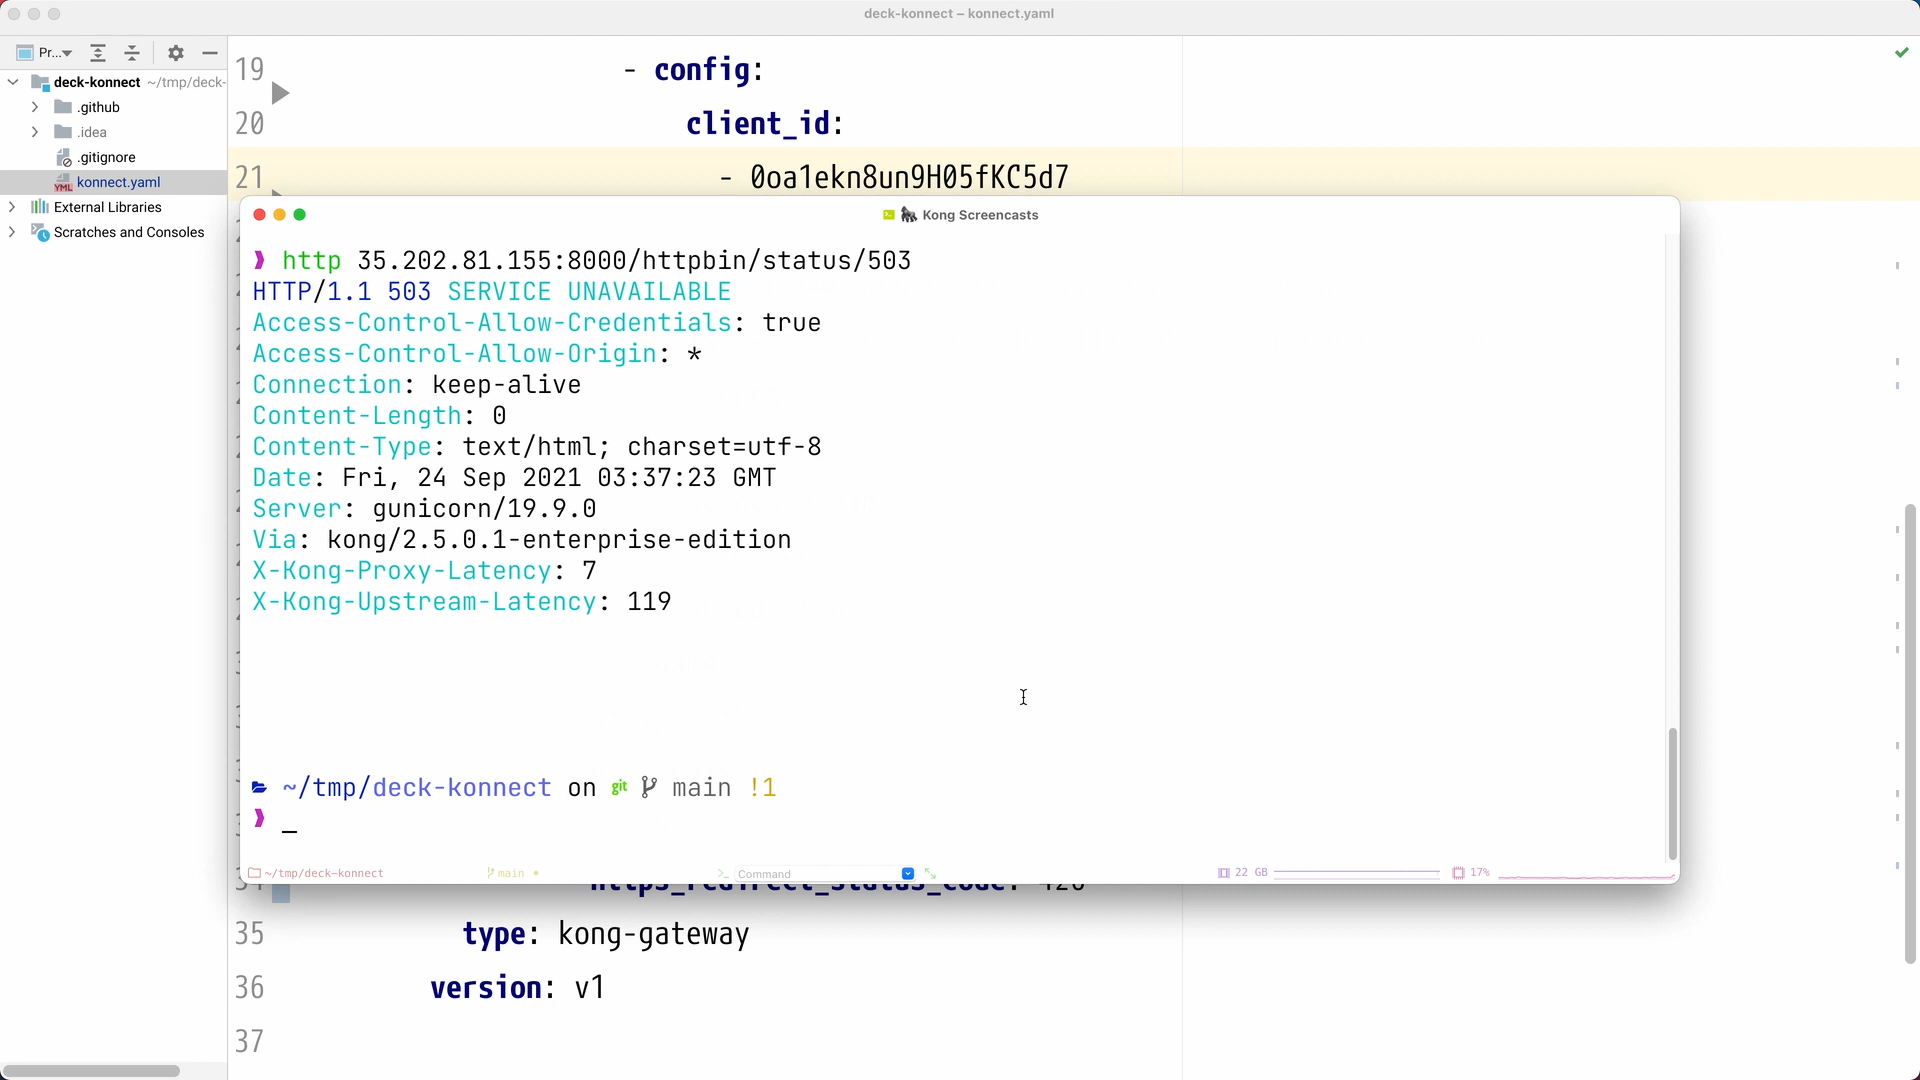 deck-konnect – konnect.yaml
Pr...
deck-konnect ~/tmp/deck-
.github
.idea
.gitignore
konnect.yaml
External Libraries
Scratches and Consoles
19 - config:
20 client_id:
21 - 0oa1ekn8un9H05fKC5d7
Kong Screencasts
❱ http 35.202.81.155:8000/httpbin/status/503
HTTP/1.1 503 SERVICE UNAVAILABLE
Access-Control-Allow-Credentials: true
Access-Control-Allow-Origin: *
Connection: keep-alive
Content-Length: 0
Content-Type: text/html; charset=utf-8
Date: Fri, 24 Sep 2021 03:37:23 GMT
Server: gunicorn/19.9.0
Via: kong/2.5.0.1-enterprise-edition
X-Kong-Proxy-Latency: 7
X-Kong-Upstream-Latency: 119
~/tmp/deck-konnect on git main !1
❱ _
~/tmp/deck-konnect main Command 22 GB 17%
https_redirect_status_code: 426
35 type: kong-gateway
36 version: v1
37